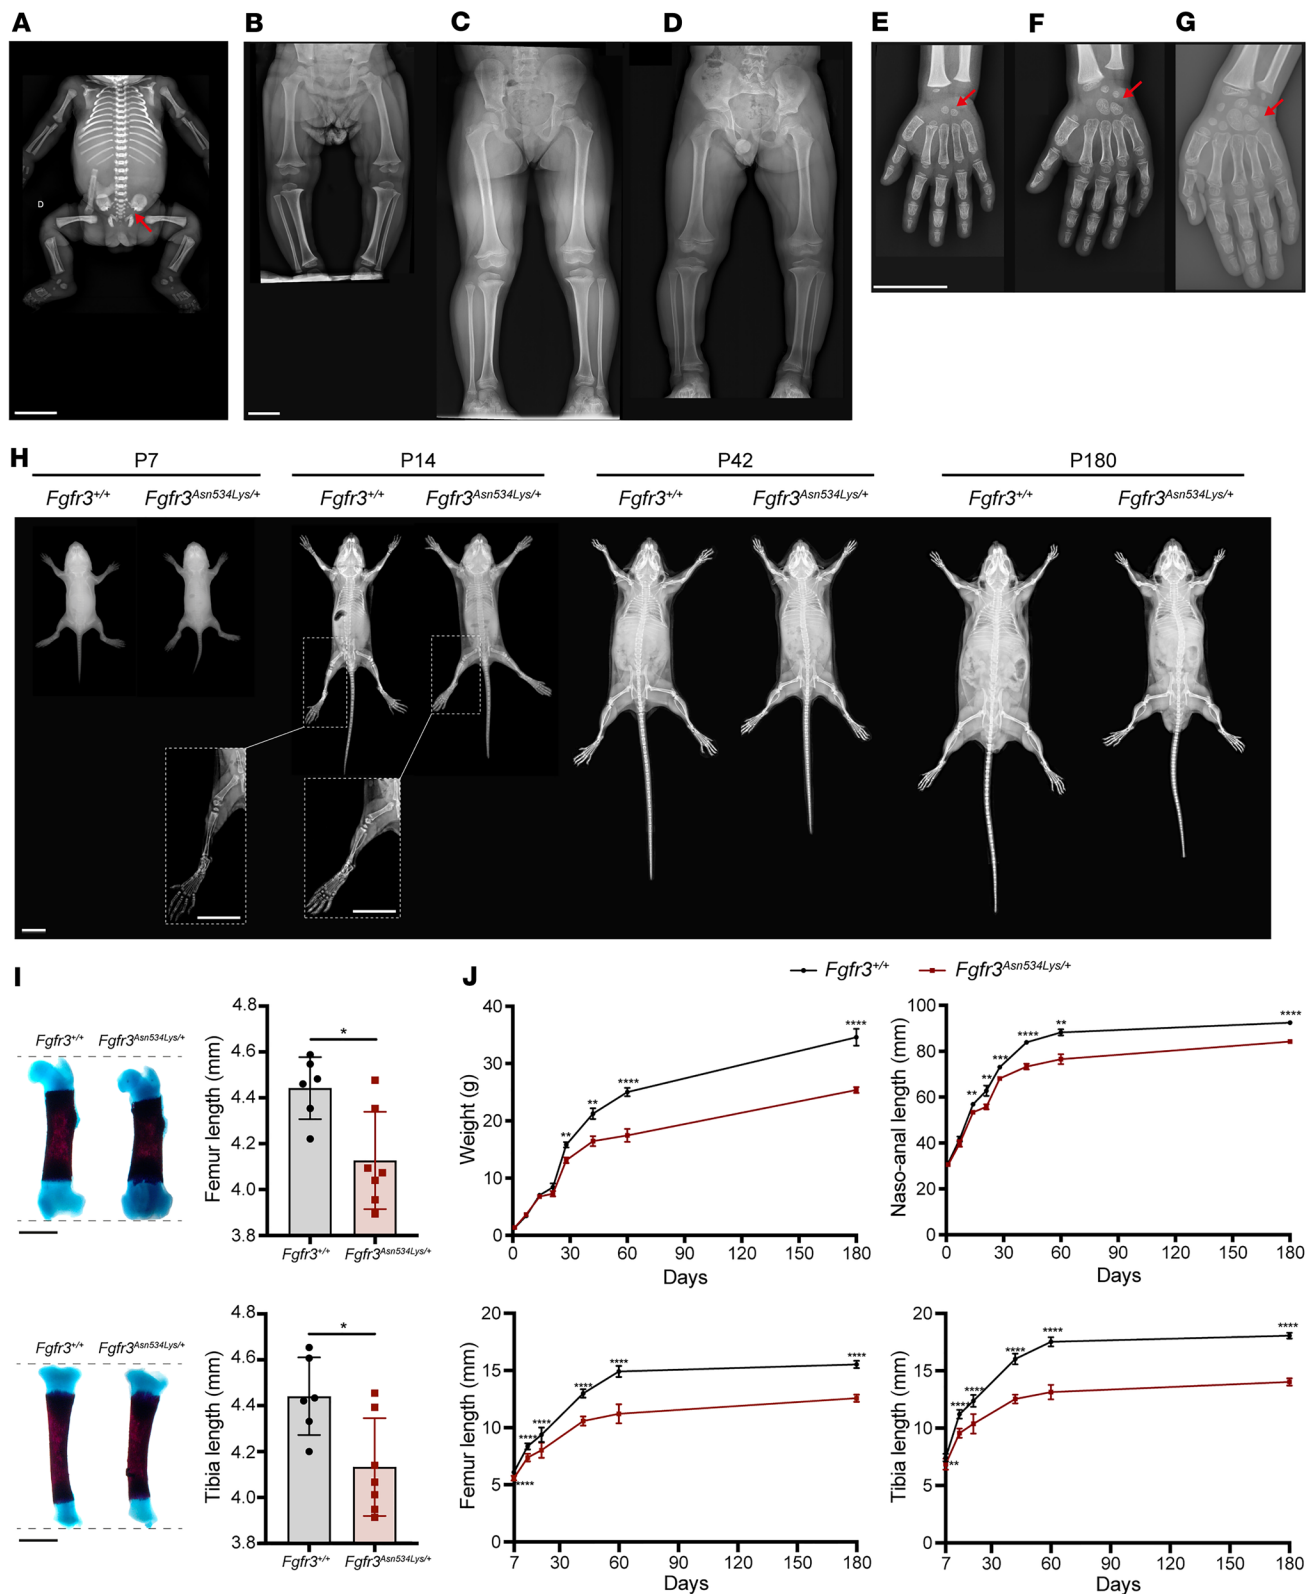 A
B
C
D
E
F
G
D
H
P7
P14
P42
P180
Fgfr3+/+
Fgfr3Asn534Lys/+
Fgfr3+/+
Fgfr3Asn534Lys/+
Fgfr3+/+
Fgfr3Asn534Lys/+
Fgfr3+/+
Fgfr3Asn534Lys/+
I
Fgfr3+/+
Fgfr3Asn534Lys/+
Femur length (mm)
4.8
4.6
4.4
4.2
4.0
3.8
*
Fgfr3+/+
Fgfr3Asn534Lys/+
Fgfr3+/+
Fgfr3Asn534Lys/+
Tibia length (mm)
4.8
4.6
4.4
4.2
4.0
3.8
*
Fgfr3+/+
Fgfr3Asn534Lys/+
J
Fgfr3+/+
Fgfr3Asn534Lys/+
Weight (g)
40
30
20
10
0
**
**
****
****
0 30 60 90 120 150 180
Days
Naso-anal length (mm)
100
80
60
40
20
0
**
**
***
****
**
****
0 30 60 90 120 150 180
Days
Femur length (mm)
20
15
10
5
0
****
****
****
****
****
****
7 30 60 90 120 150 180
Days
Tibia length (mm)
20
15
10
5
0
**
****
****
****
****
****
7 30 60 90 120 150 180
Days